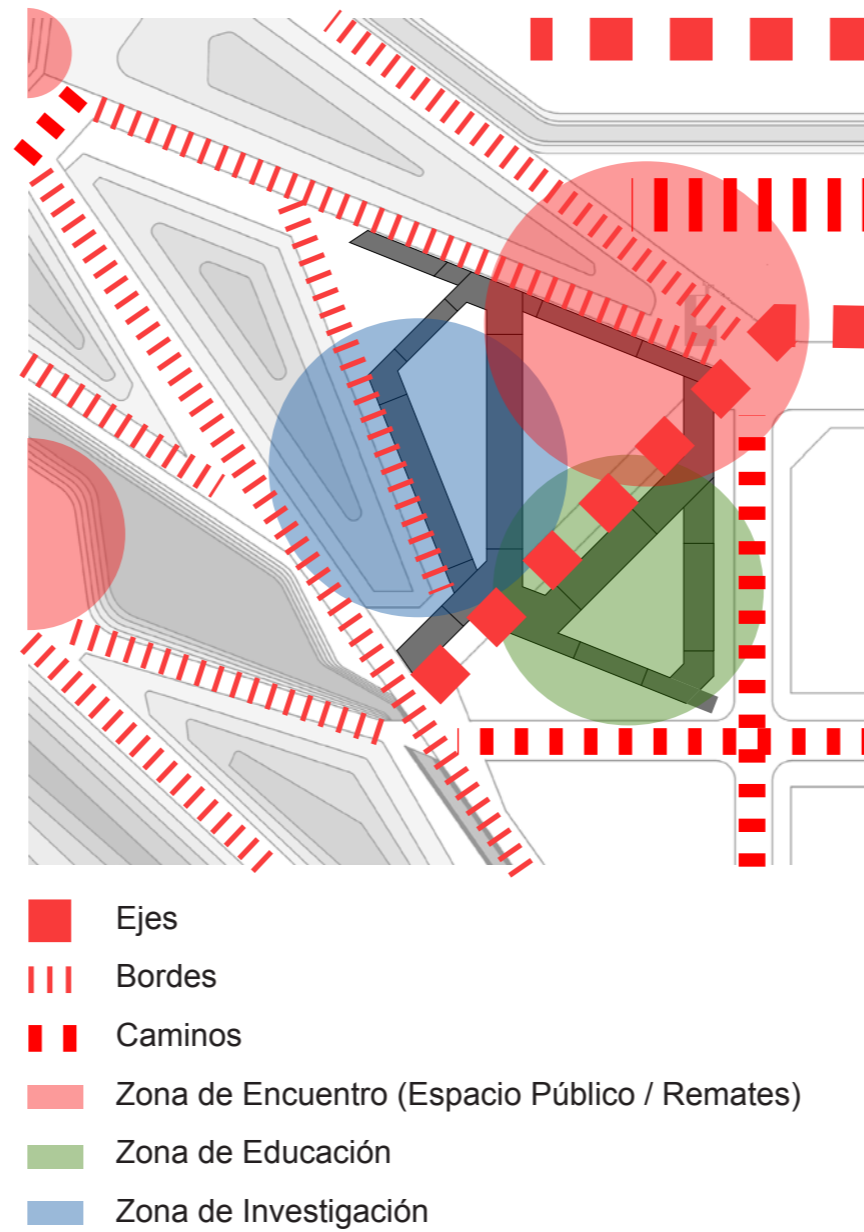 Ejes
Bordes
Caminos
Zona de Encuentro (Espacio Público / Remates)
Zona de Educación
Zona de Investigación